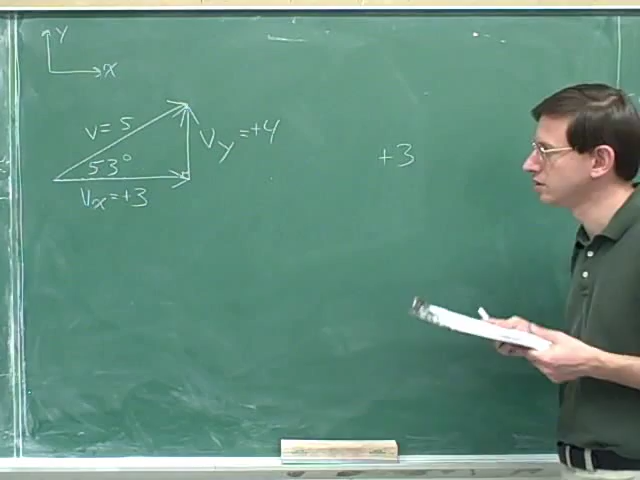 Y
X
v = 5
53°
Vy = +4
Vx = +3
+3